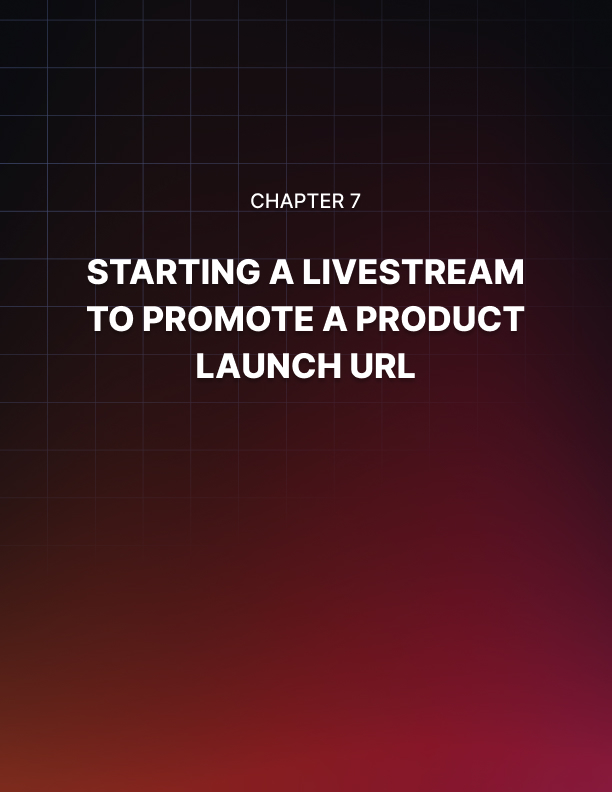 CHAPTER 7
STARTING A LIVESTREAM
TO PROMOTE A PRODUCT
LAUNCH URL